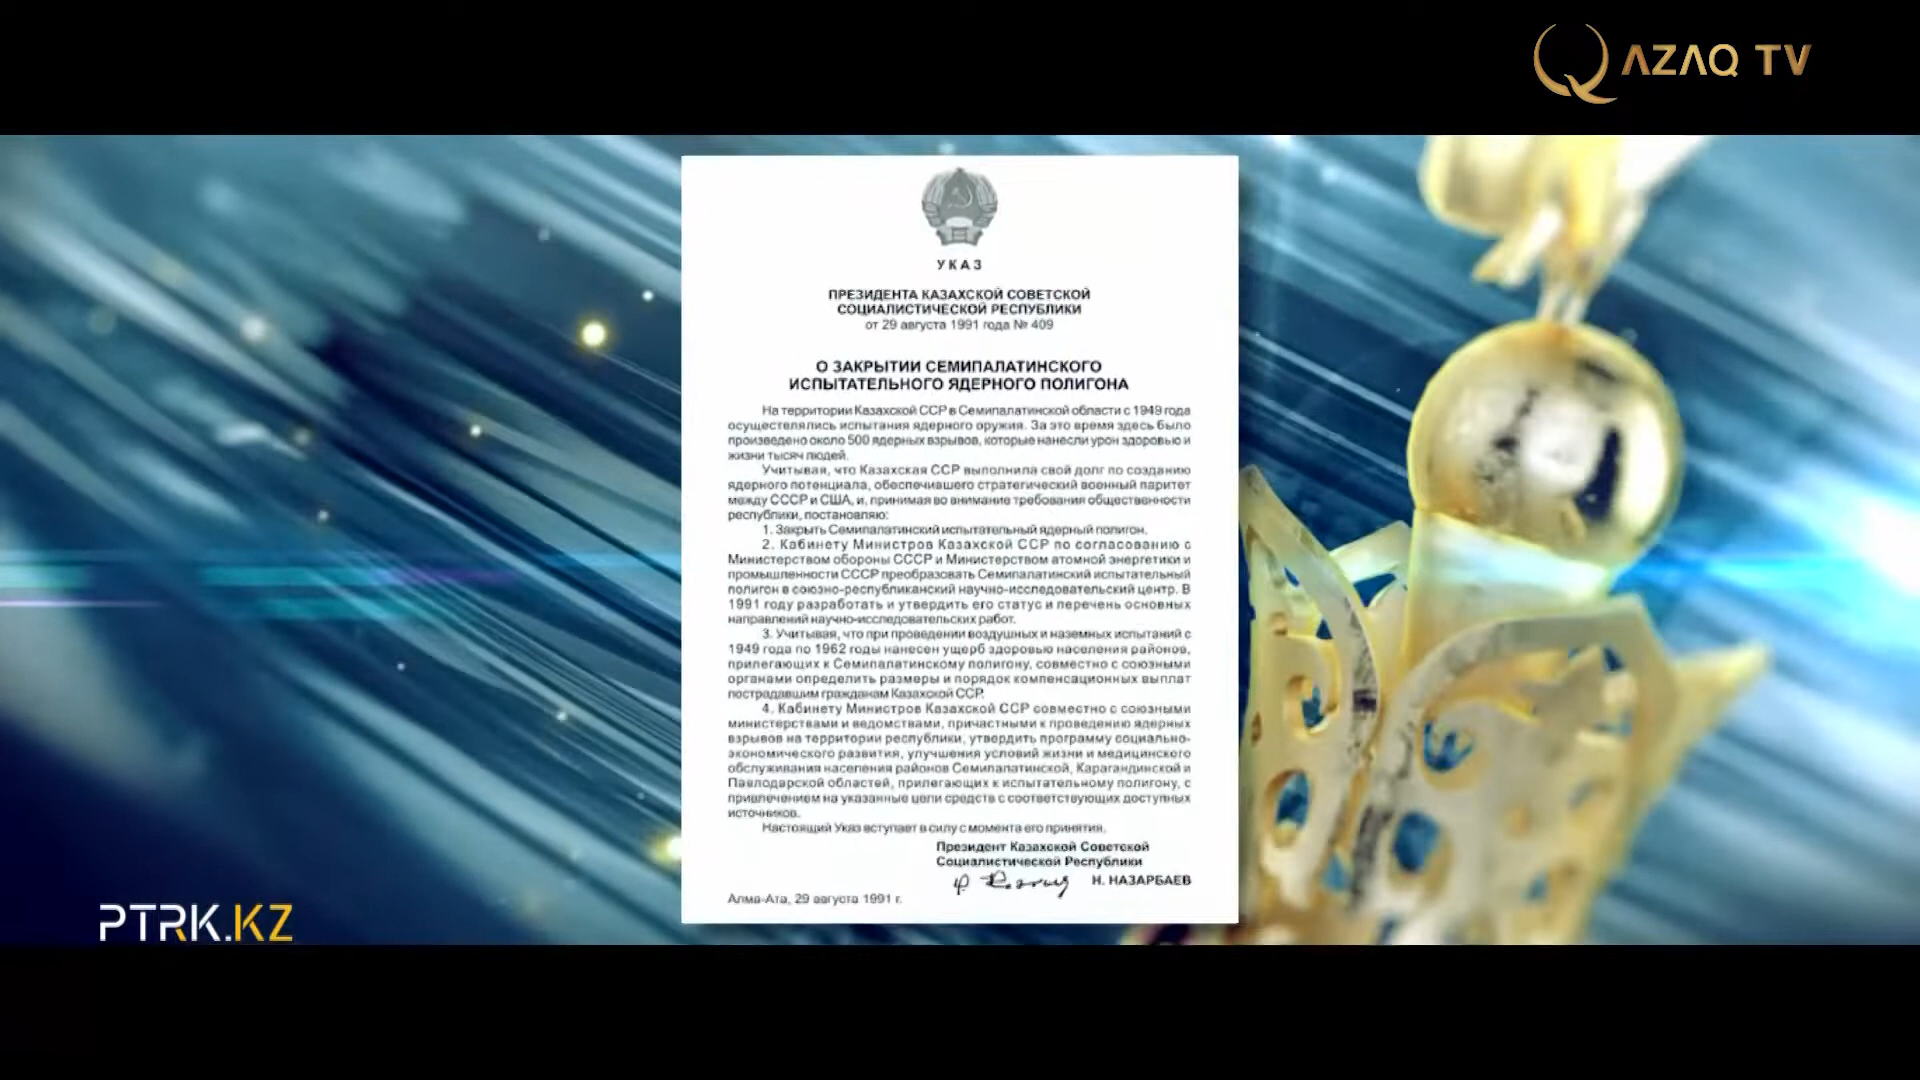 QAZAQ TV
УКАЗ
ПРЕЗИДЕНТА КАЗАХСКОЙ СОВЕТСКОЙ
СОЦИАЛИСТИЧЕСКОЙ РЕСПУБЛИКИ
от 29 августа 1991 года № 409
О ЗАКРЫТИИ СЕМИПАЛАТИНСКОГО
ИСПЫТАТЕЛЬНОГО ЯДЕРНОГО ПОЛИГОНА
На территории Казахской ССР в Семипалатинской области с 1949 года
осуществлялись испытания ядерного оружия. За это время здесь было
произведено около 500 ядерных взрывов, которые нанесли урон здоровью и
жизни тысяч людей.
Учитывая, что Казахская ССР выполнила свой долг по созданию
ядерного потенциала, обеспечившего стратегический военный паритет
между СССР и США, и, принимая во внимание требования общественности
республики, постановляю:
1. Закрыть Семипалатинский испытательный ядерный полигон.
2. Кабинету Министров Казахской ССР по согласованию с
Министерством обороны СССР и Министерством атомной энергетики и
промышленности СССР преобразовать Семипалатинский испытательный
полигон в союзно-республиканский научно-исследовательский центр. В
1991 году разработать и утвердить его статус и перечень основных
направлений научно-исследовательских работ.
3. Учитывая, что при проведении воздушных и наземных испытаний с
1949 года по 1962 годы нанесен ущерб здоровью населения районов,
прилегающих к Семипалатинскому полигону, совместно с союзными
органами определить размеры и порядок компенсационных выплат
пострадавшим гражданам Казахской ССР.
4. Кабинету Министров Казахской ССР совместно с союзными
министерствами и ведомствами, причастными к проведению ядерных
взрывов на территории республики, утвердить программу социально-
экономического развития, улучшения условий жизни и медицинского
обслуживания населения районов Семипалатинской, Карагандинской и
Павлодарской областей, прилегающих к испытательному полигону, с
привлечением на указанные цели средств с соответствующих доступных
источников.
Настоящий Указ вступает в силу с момента его принятия.
Президент Казахской Советской
Социалистической Республики
Н. НАЗАРБАЕВ
Алма-Ата, 29 августа 1991 г.
PTRK.KZ